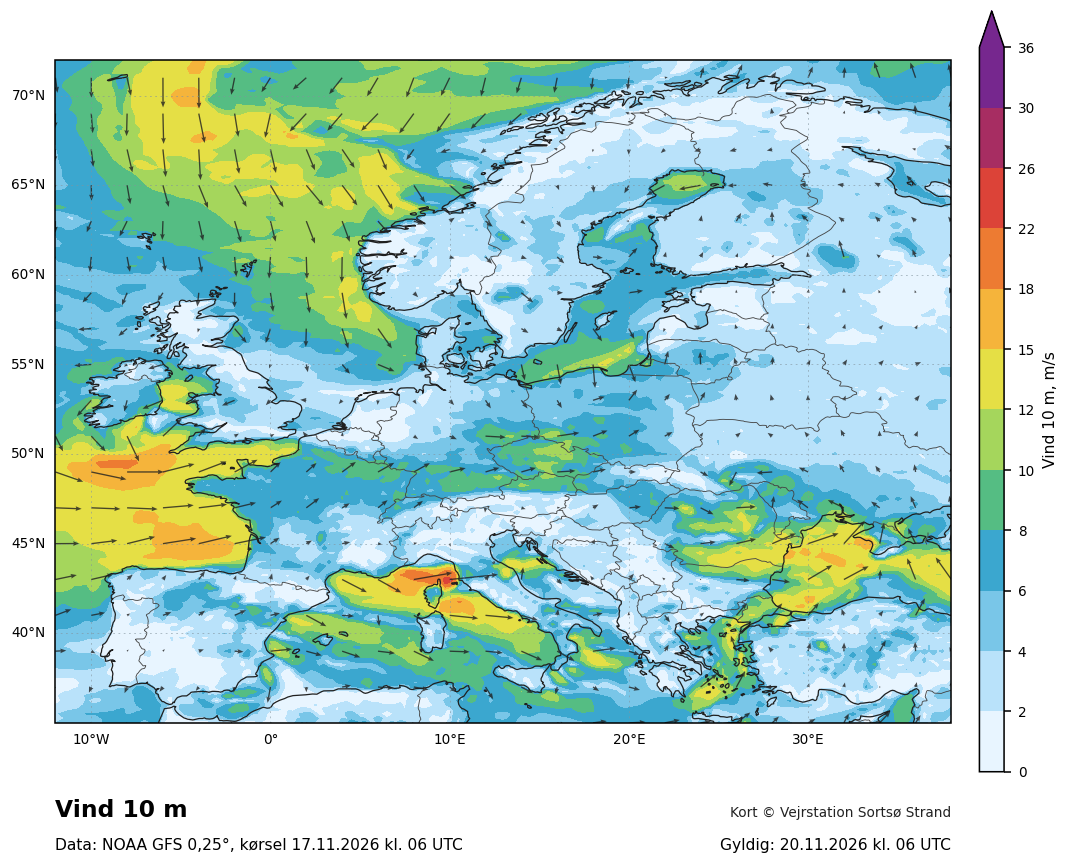 36
30
26
22
18
15
12
10
8
6
4
2
0
Vind 10 m, m/s
70°N
65°N
60°N
55°N
50°N
45°N
40°N
10°W
0°
10°E
20°E
30°E
Vind 10 m
Kort © Vejrstation Sortsø Strand
Data: NOAA GFS 0,25°, kørsel 17.11.2026 kl. 06 UTC
Gyldig: 20.11.2026 kl. 06 UTC